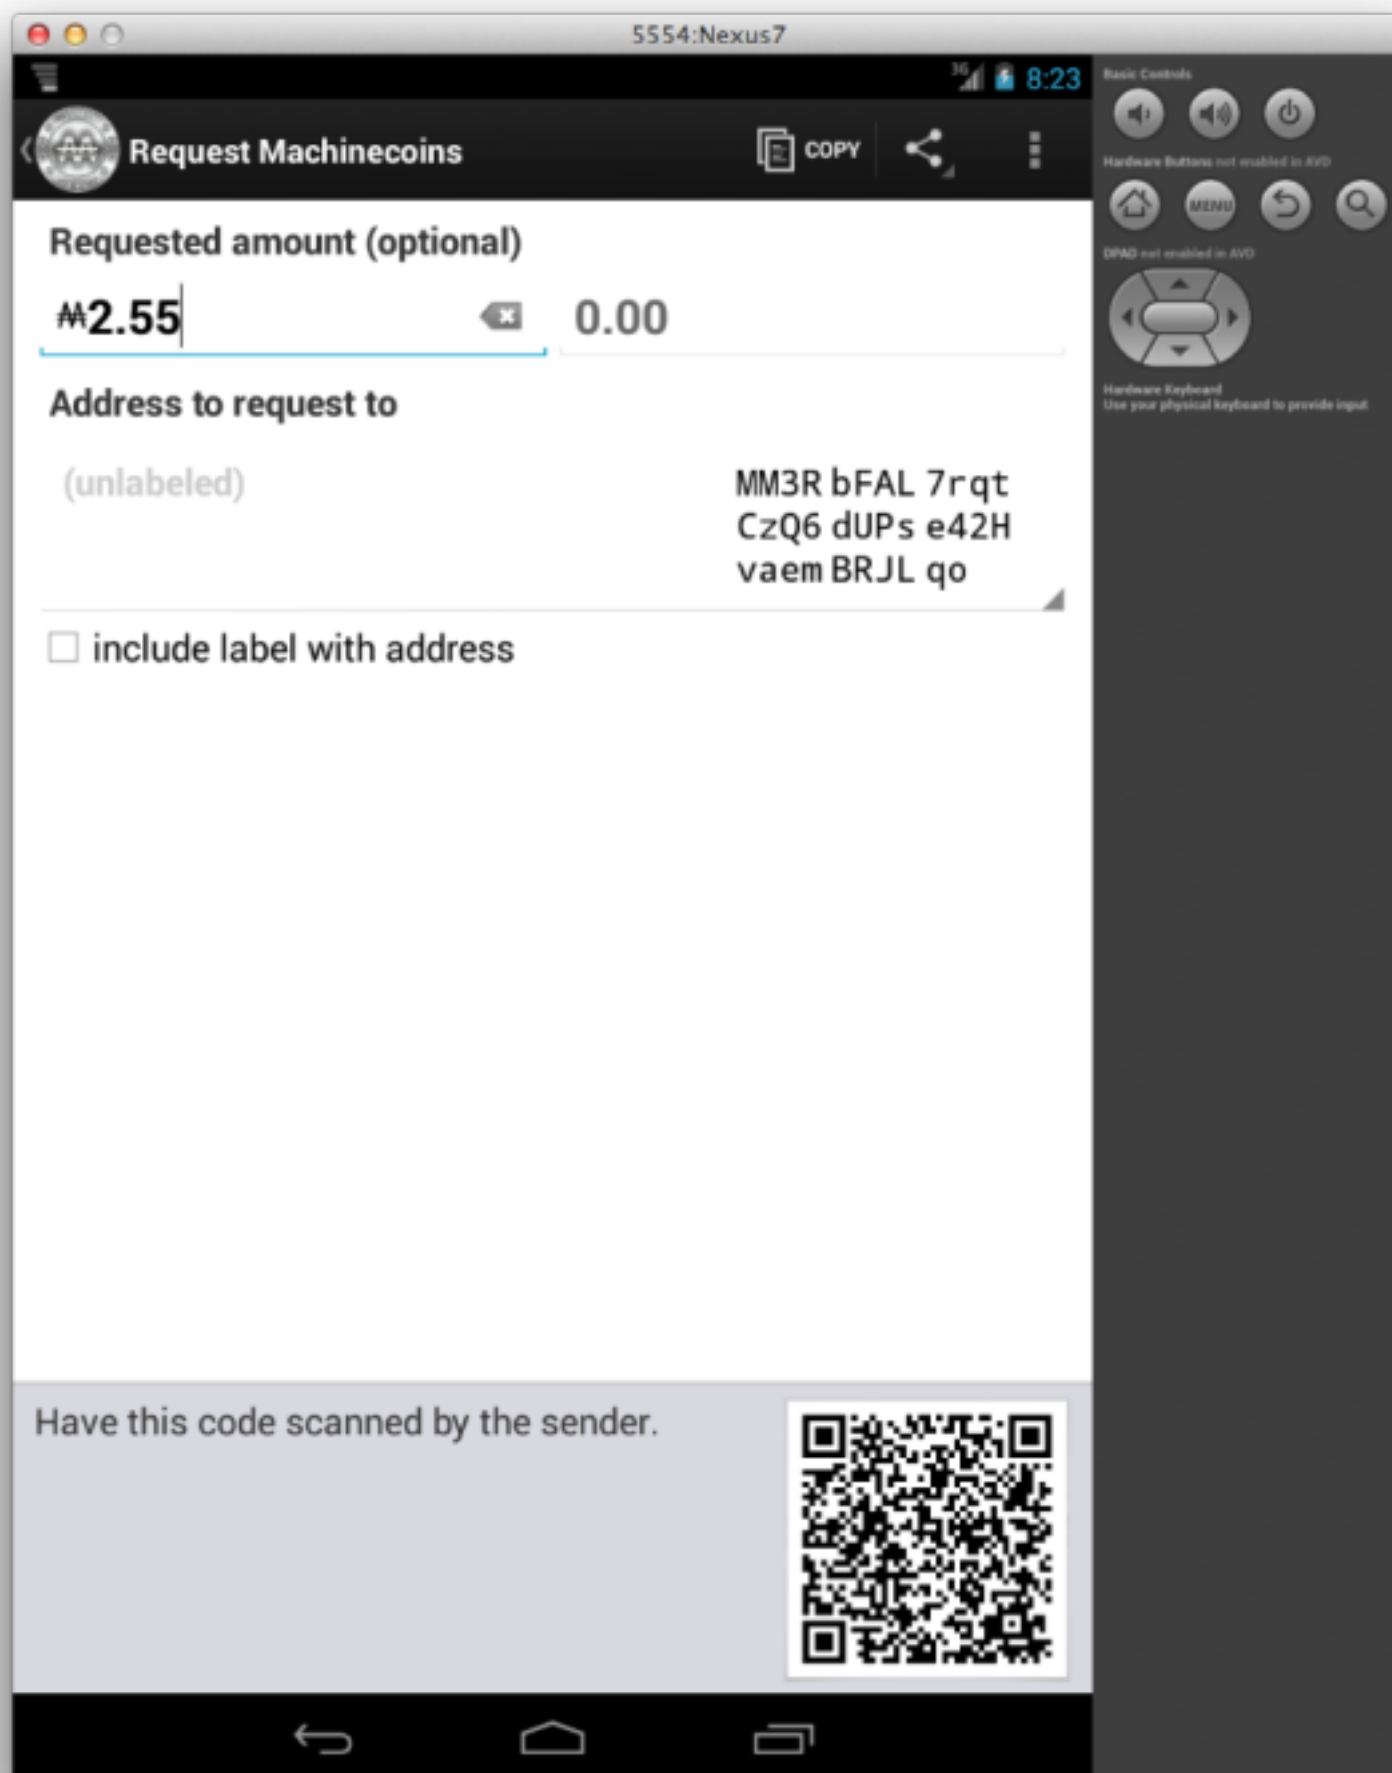 5554:Nexus7
3G 8:23
Request Machinecoins
COPY
Requested amount (optional)
2.55
0.00
Address to request to
(unlabeled)
MM3R bFAL 7rqt
CzQ6 dUPs e42H
vaem BRJL qo
include label with address
Have this code scanned by the sender.
Basic Controls
Hardware Buttons not enabled in AVD
MENU
DPAD not enabled in AVD
Hardware Keyboard
Use your physical keyboard to provide input